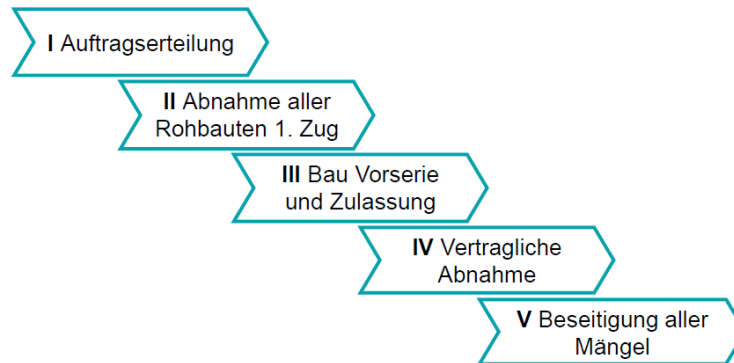 I Auftragserteilung
II Abnahme aller
Rohbauten 1. Zug
III Bau Vorserie
und Zulassung
IV Vertragliche
Abnahme
V Beseitigung aller
Mängel